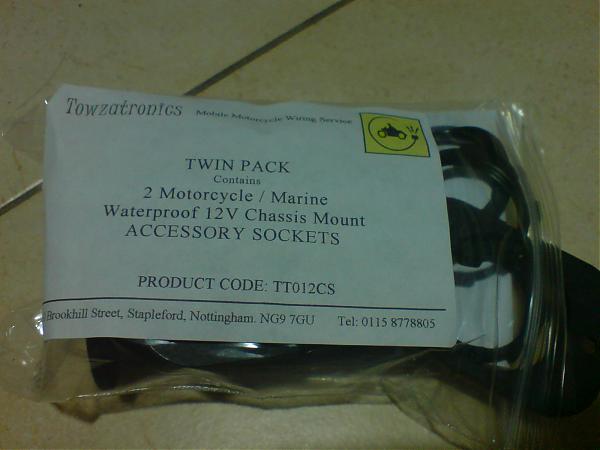 Towzatronics Mobile Motorcycle Wiring Service
TWIN PACK
Contains
2 Motorcycle / Marine
Waterproof 12V Chassis Mount
ACCESSORY SOCKETS
PRODUCT CODE: TT012CS
Brookhill Street, Stapleford, Nottingham. NG9 7GU Tel: 0115 8778805